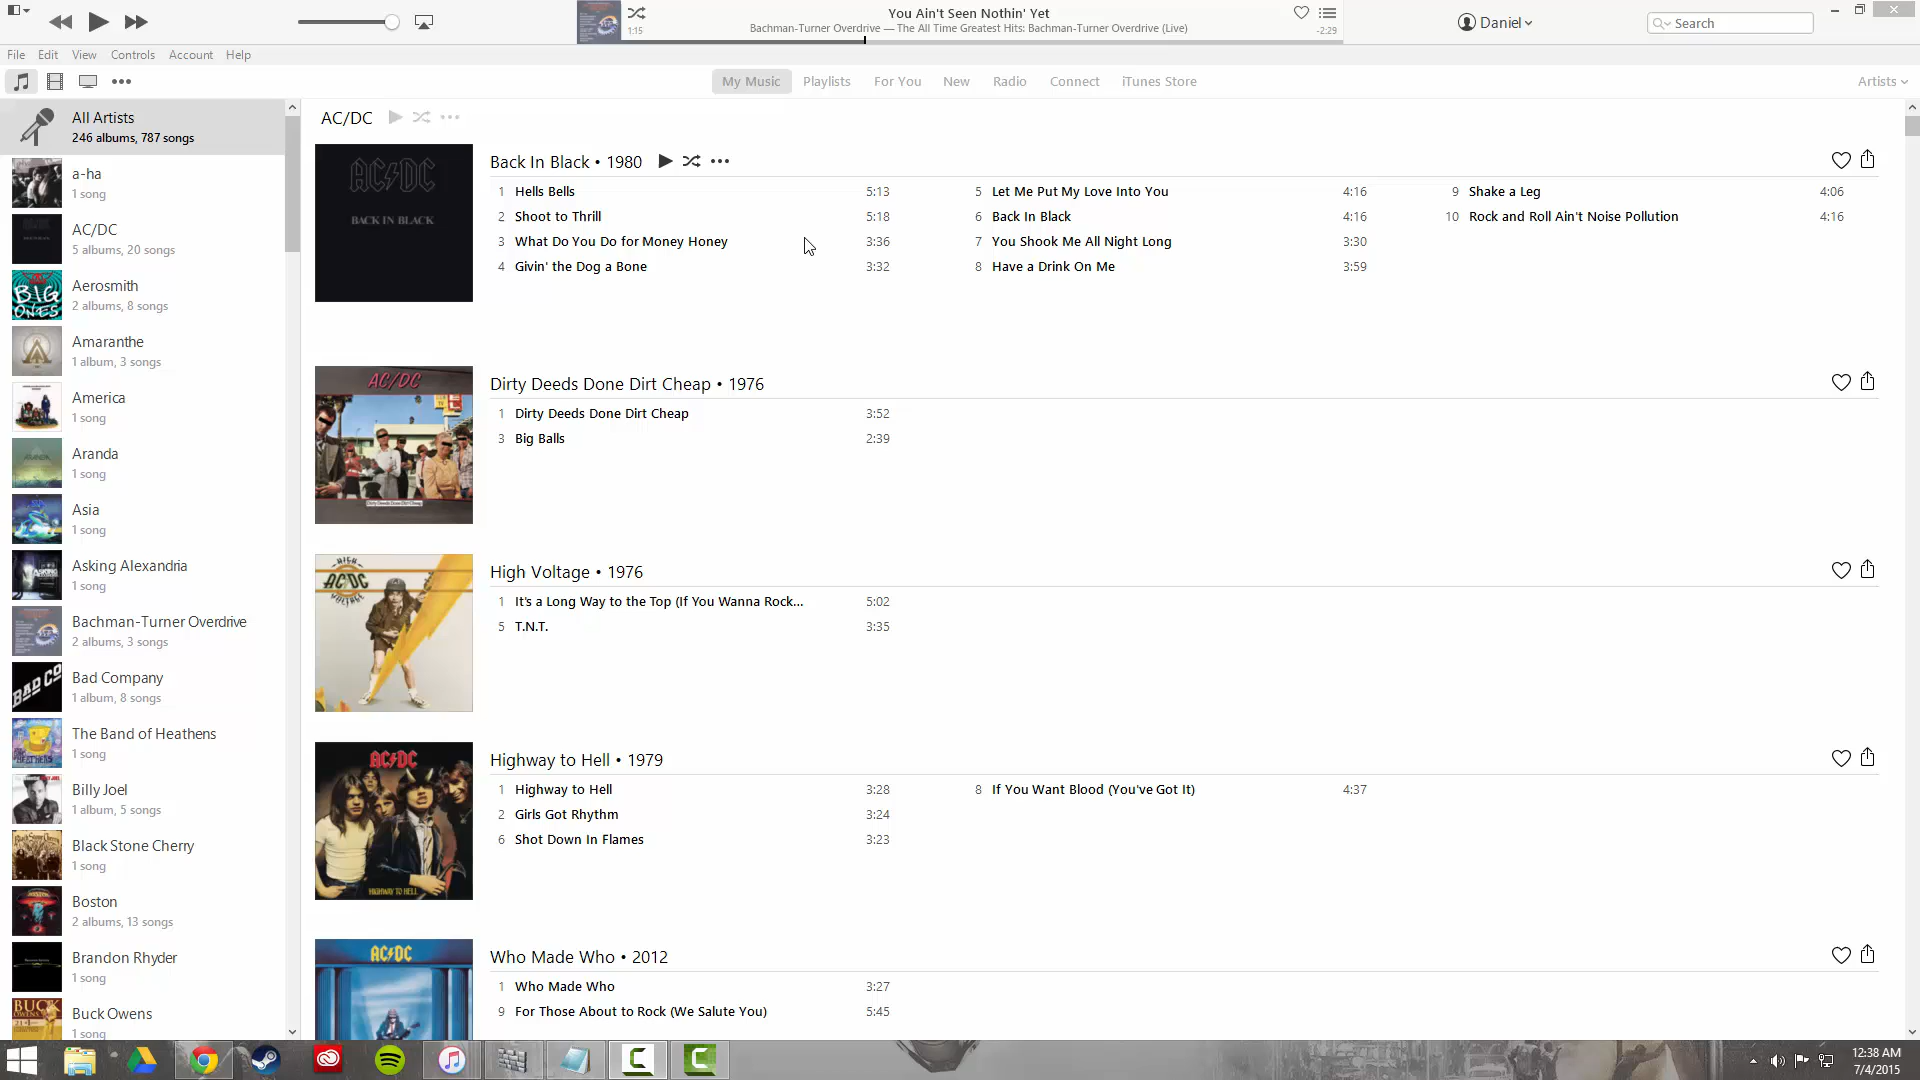 You Ain't Seen Nothin' Yet
1:15
Bachman-Turner Overdrive — The All Time Greatest Hits: Bachman-Turner Overdrive (Live)
-2:29
Daniel
Search
File Edit View Controls Account Help
My Music Playlists For You New Radio Connect iTunes Store
Artists
All Artists
246 albums, 787 songs
a-ha
1 song
AC/DC
5 albums, 20 songs
Aerosmith
2 albums, 8 songs
Amaranthe
1 album, 3 songs
America
1 song
Aranda
1 song
Asia
1 song
Asking Alexandria
1 song
Bachman-Turner Overdrive
2 albums, 3 songs
Bad Company
1 album, 8 songs
The Band of Heathens
1 song
Billy Joel
1 album, 5 songs
Black Stone Cherry
1 song
Boston
2 albums, 13 songs
Brandon Rhyder
1 song
Buck Owens
1 song
AC/DC
AC/DC
BACK IN BLACK
Back In Black • 1980
1 Hells Bells 5:13
2 Shoot to Thrill 5:18
3 What Do You Do for Money Honey 3:36
4 Givin' the Dog a Bone 3:32
5 Let Me Put My Love Into You 4:16
6 Back In Black 4:16
7 You Shook Me All Night Long 3:30
8 Have a Drink On Me 3:59
9 Shake a Leg 4:06
10 Rock and Roll Ain't Noise Pollution 4:16
AC/DC
Dirty Deeds Done Dirt Cheap
Dirty Deeds Done Dirt Cheap • 1976
1 Dirty Deeds Done Dirt Cheap 3:52
3 Big Balls 2:39
HIGH
AC/DC
VOLTAGE
High Voltage • 1976
1 It's a Long Way to the Top (If You Wanna Rock... 5:02
5 T.N.T. 3:35
AC/DC
HIGHWAY TO HELL
Highway to Hell • 1979
1 Highway to Hell 3:28
2 Girls Got Rhythm 3:24
6 Shot Down In Flames 3:23
8 If You Want Blood (You've Got It) 4:37
AC/DC
Who Made Who • 2012
1 Who Made Who 3:27
9 For Those About to Rock (We Salute You) 5:45
BIG
ONES
BAD CO
BUCK
OWENS
12:38 AM
7/4/2015